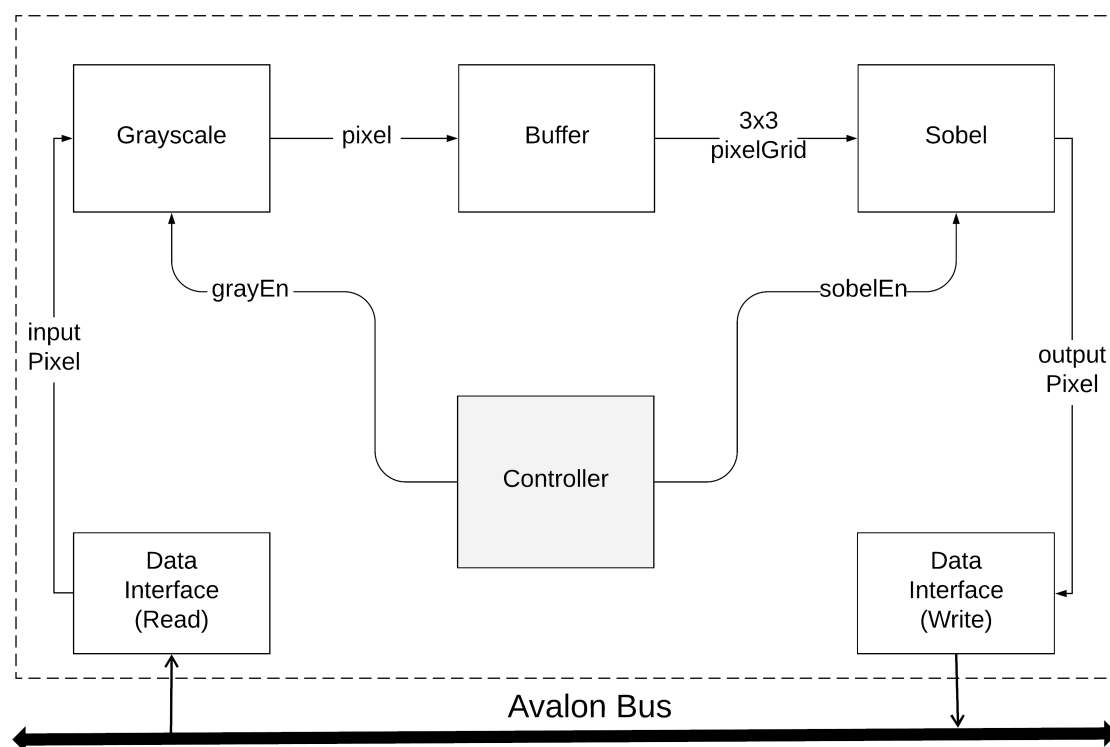 Grayscale
pixel
Buffer
3x3
pixelGrid
Sobel
grayEn
sobelEn
input
Pixel
output
Pixel
Controller
Data
Interface
(Read)
Data
Interface
(Write)
Avalon Bus